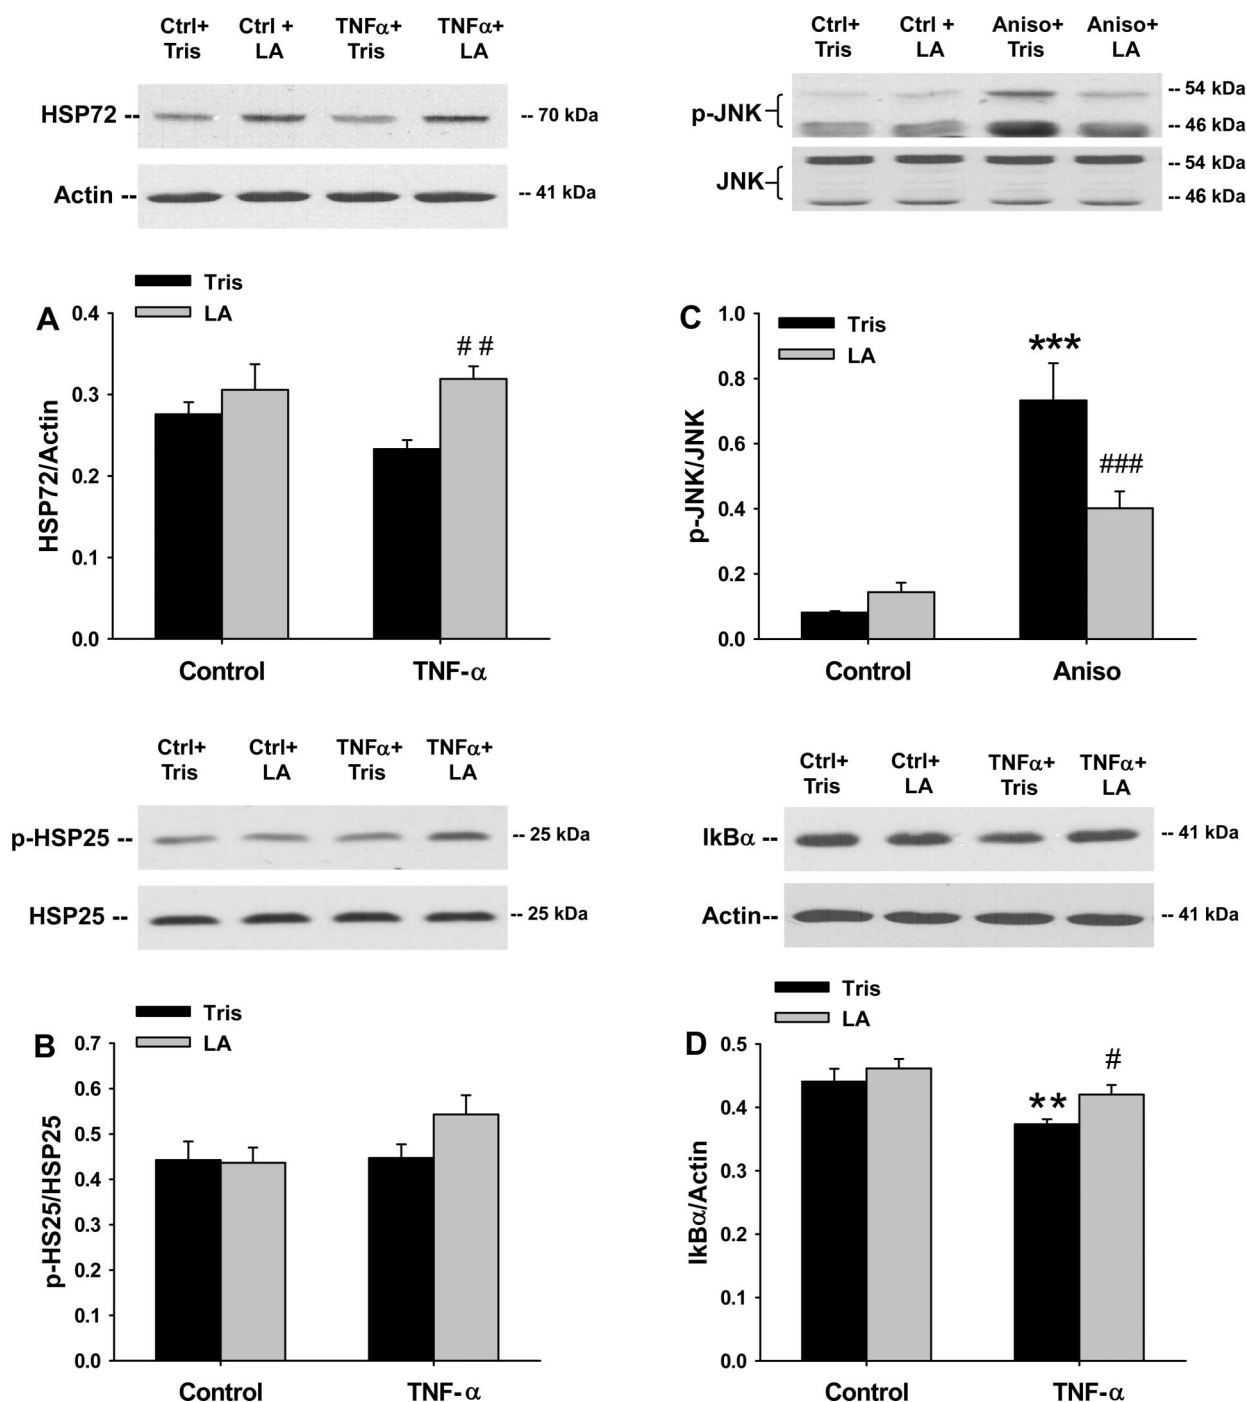 Ctrl+ Ctrl + TNFα+ TNFα+
Tris LA Tris LA
HSP72 -- -- 70 kDa
Actin -- -- 41 kDa
Tris
LA
A
0.4
0.3
0.2
0.1
0.0
HSP72/Actin
# #
Control TNF-α
Ctrl+ Ctrl + Aniso+ Aniso+
Tris LA Tris LA
p-JNK
-- 54 kDa
-- 46 kDa
JNK
-- 54 kDa
-- 46 kDa
C
Tris
LA
1.0
0.8
0.6
0.4
0.2
0.0
p-JNK/JNK
***
###
Control Aniso
Ctrl+ Ctrl+ TNFα+ TNFα+
Tris LA Tris LA
p-HSP25 -- -- 25 kDa
HSP25 -- -- 25 kDa
Tris
LA
B
0.7
0.6
0.5
0.4
0.3
0.2
0.1
0.0
p-HS25/HSP25
Control TNF-α
Ctrl+ Ctrl+ TNFα+ TNFα+
Tris LA Tris LA
IkBα -- -- 41 kDa
Actin-- -- 41 kDa
Tris
LA
D
0.5
0.4
0.3
0.2
0.1
0.0
IkBα/Actin
**
#
Control TNF-α